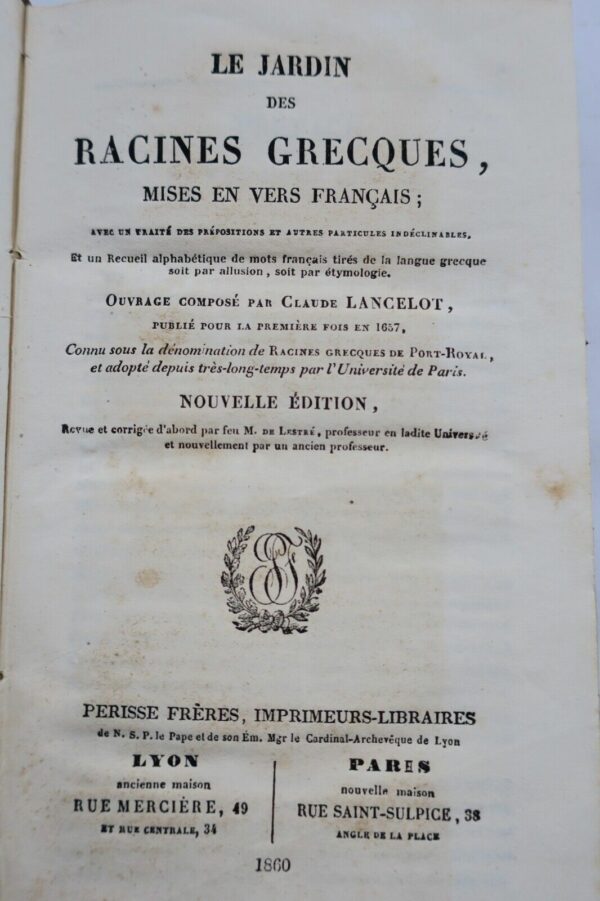 LE JARDIN
DES
RACINES GRECQUES,
MISES EN VERS FRANÇAIS;
AVEC UN TRAITÉ DES PRÉPOSITIONS ET AUTRES PARTICULES INDÉCLINABLES,
Et un Recueil alphabétique de mots français tirés de la langue grecque
soit par allusion, soit par étymologie.
OUVRAGE COMPOSÉ PAR CLAUDE LANCELOT,
PUBLIÉ POUR LA PREMIÈRE FOIS EN 1657,
Connu sous la dénomination de RACINES GRECQUES DE PORT-ROYAL,
et adopté depuis très-long-temps par l'Université de Paris.
NOUVELLE ÉDITION,
Revue et corrigée d'abord par feu M. DE LESTRÉ, professeur en ladite Université
et nouvellement par un ancien professeur.
PERISSE FRÈRES, IMPRIMEURS-LIBRAIRES
de N. S. P. le Pape et de son Ém. Mgr le Cardinal-Archevêque de Lyon
LYON
ancienne maison
RUE MERCIÈRE, 49
ET RUE CENTRALE, 34
PARIS
nouvelle maison
RUE SAINT-SULPICE, 38
ANGLE DE LA PLACE
1860